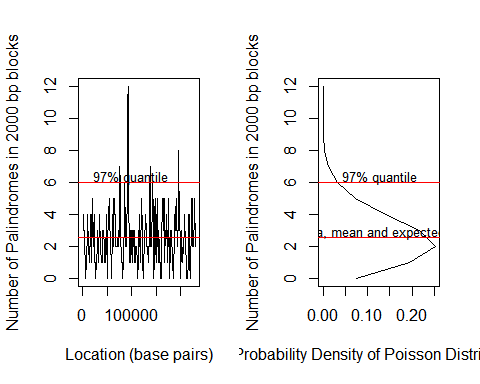 Number of Palindromes in 2000 bp blocks
12
10
8
6
4
2
0
97% quantile
0 100000
Location (base pairs)
Number of Palindromes in 2000 bp blocks
12
10
8
6
4
2
0
97% quantile
a, mean and expecte
0.00 0.10 0.20
Probability Density of Poisson Distri